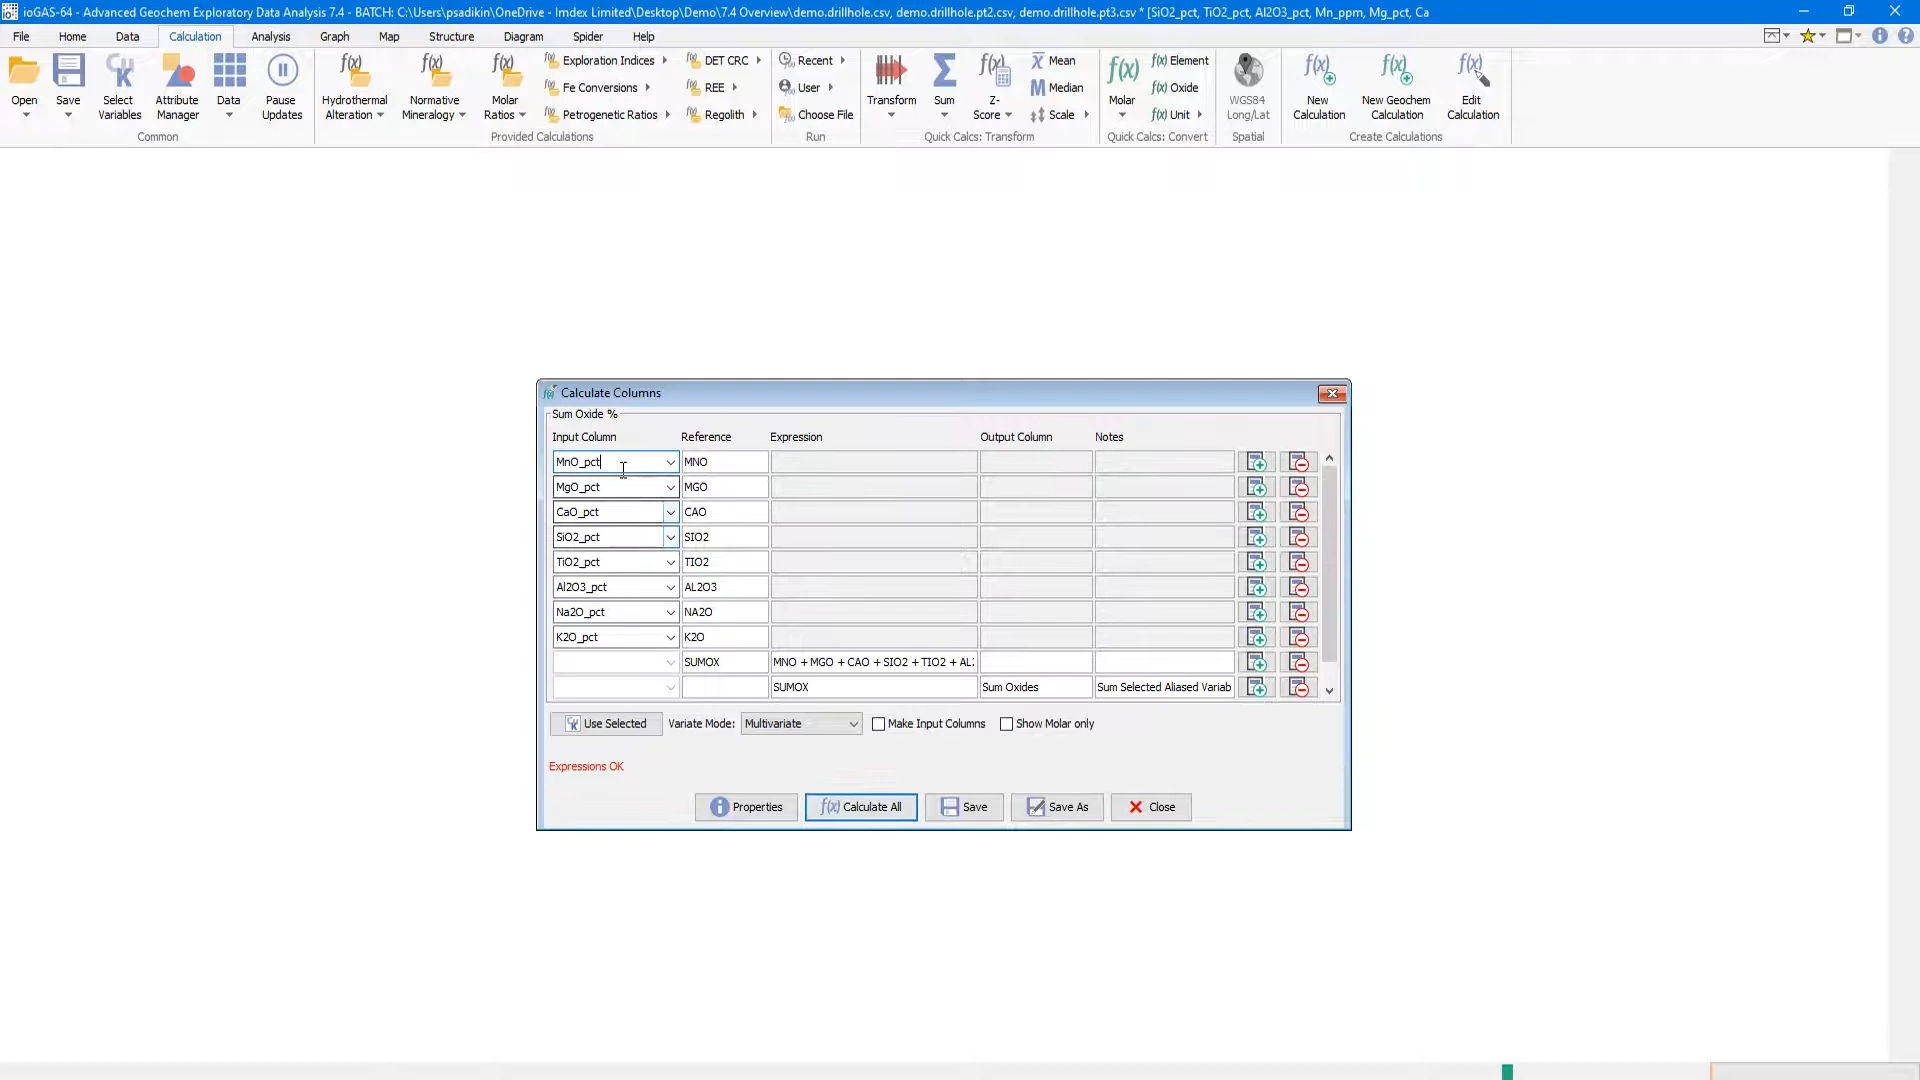 ioGAS-64 - Advanced Geochem Exploratory Data Analysis 7.4 - BATCH: C:\Users\psadikin\OneDrive - Imdex Limited\Desktop\Demo\7.4 Overview\demo.drillhole.csv, demo.drillhole.pt2.csv, demo.drillhole.pt3.csv * [SiO2_pct, TiO2_pct, Al2O3_pct, Mn_ppm, Mg_pct, Ca
File Home Data Calculation Analysis Graph Map Structure Diagram Spider Help
Open Save Select Variables Attribute Manager Data Pause Updates
Common
Hydrothermal Alteration Normative Mineralogy Molar Ratios
Exploration Indices DET CRC
Fe Conversions REE
Petrogenetic Ratios Regolith
Provided Calculations
Recent
User
Choose File
Run
Transform Sum Z-Score
Mean
Median
Scale
Quick Calcs: Transform
Molar
Element
Oxide
Unit
Quick Calcs: Convert
WGS84 Long/Lat
Spatial
New Calculation New Geochem Calculation Edit Calculation
Create Calculations
Calculate Columns
Sum Oxide %
Input Column Reference Expression Output Column Notes
MnO_pct MNO
MgO_pct MGO
CaO_pct CAO
SiO2_pct SIO2
TiO2_pct TIO2
Al2O3_pct AL2O3
Na2O_pct NA2O
K2O_pct K2O
SUMOX MNO + MGO + CAO + SIO2 + TIO2 + AL
SUMOX Sum Oxides Sum Selected Aliased Variab
Use Selected Variate Mode: Multivariate Make Input Columns Show Molar only
Expressions OK
Properties f(x) Calculate All Save Save As Close